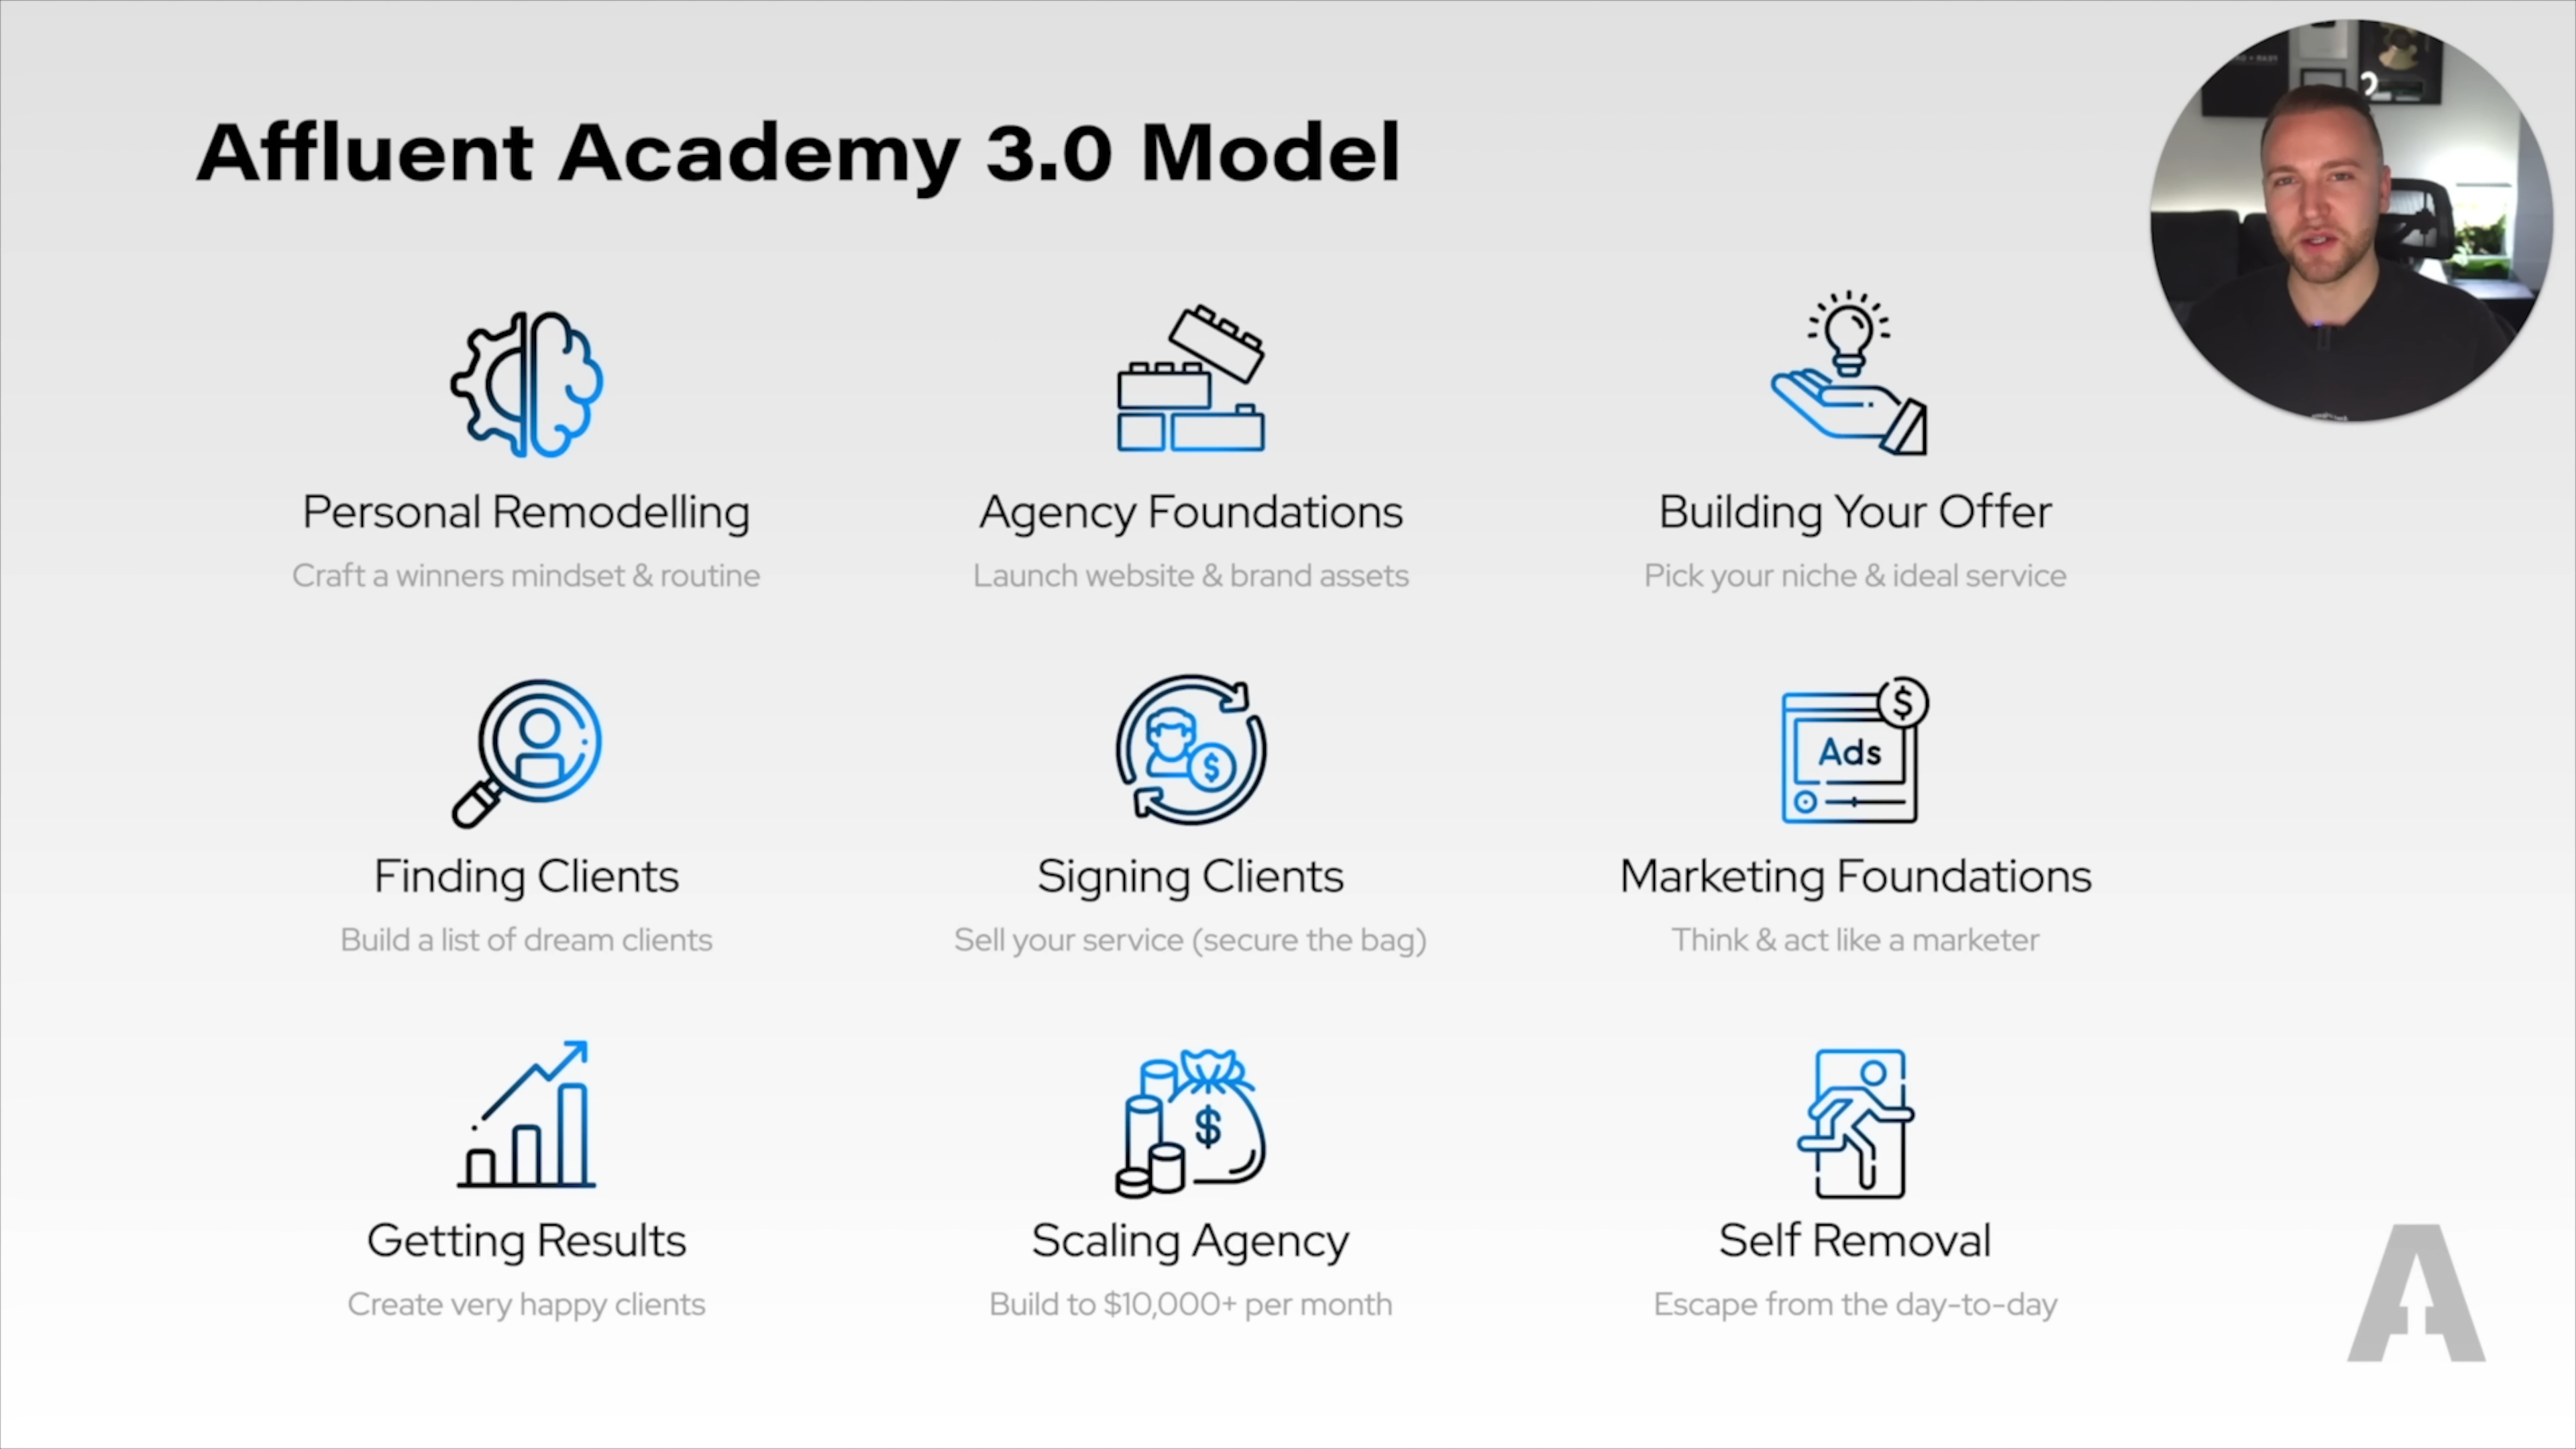 Affluent Academy 3.0 Model
Personal Remodelling
Craft a winners mindset & routine
Agency Foundations
Launch website & brand assets
Building Your Offer
Pick your niche & ideal service
Finding Clients
Build a list of dream clients
Signing Clients
$
Sell your service (secure the bag)
$
Ads
Marketing Foundations
Think & act like a marketer
Getting Results
Create very happy clients
$
Scaling Agency
Build to $10,000+ per month
Self Removal
Escape from the day-to-day
A